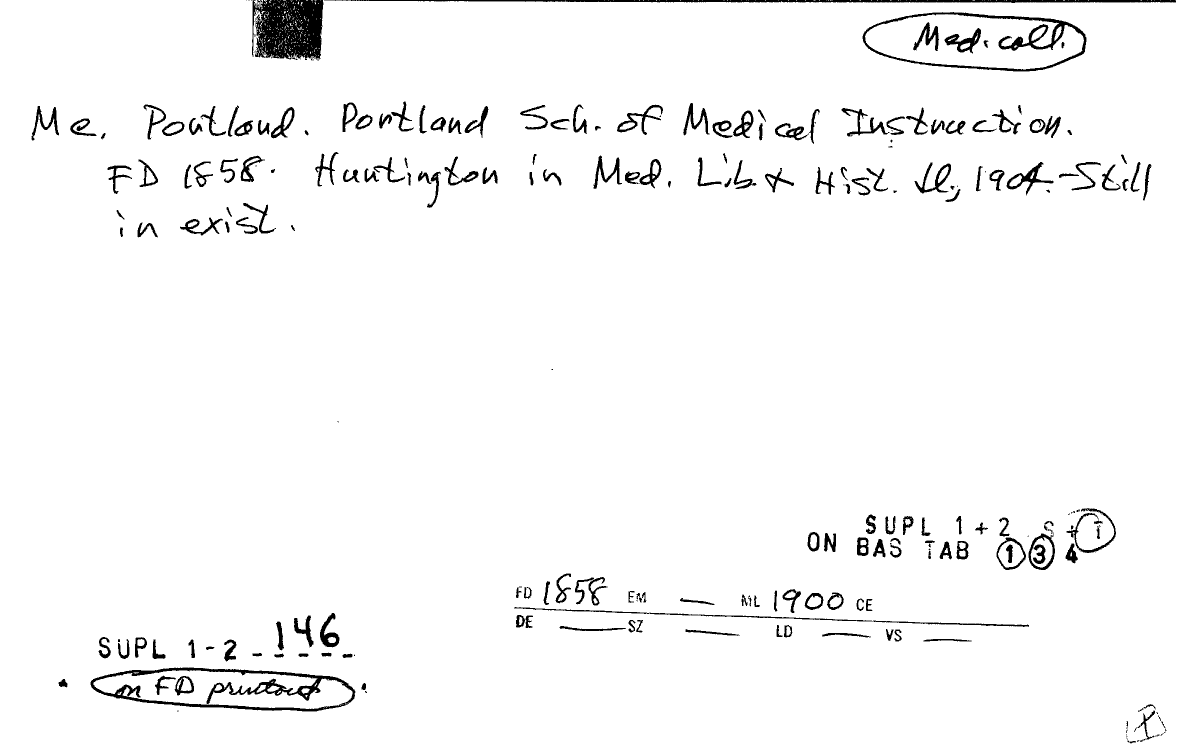 Med. coll.
Me. Portland. Portland Sch. of Medical Instruction.
FD 1858. Huntington in Med. Lib. & Hist. Jl., 1904.-Still
in exist.
SUPL 1+2 S+T
ON BAS TAB 1 3 4
FD 1858 EM — ML 1900 CE
DE — SZ — LD — VS —
SUPL 1-2 - 146
on FD printout
P